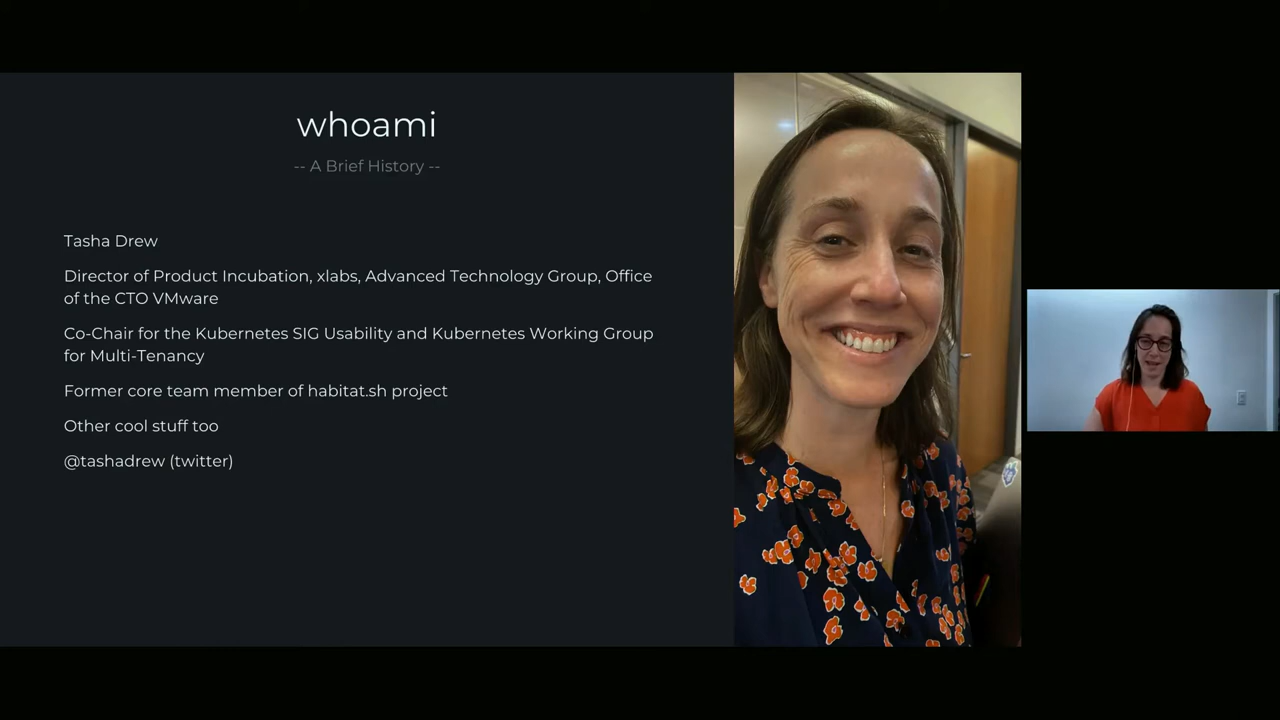 whoami
-- A Brief History --
Tasha Drew
Director of Product Incubation, xlabs, Advanced Technology Group, Office
of the CTO VMware
Co-Chair for the Kubernetes SIG Usability and Kubernetes Working Group
for Multi-Tenancy
Former core team member of habitat.sh project
Other cool stuff too
@tashadrew (twitter)